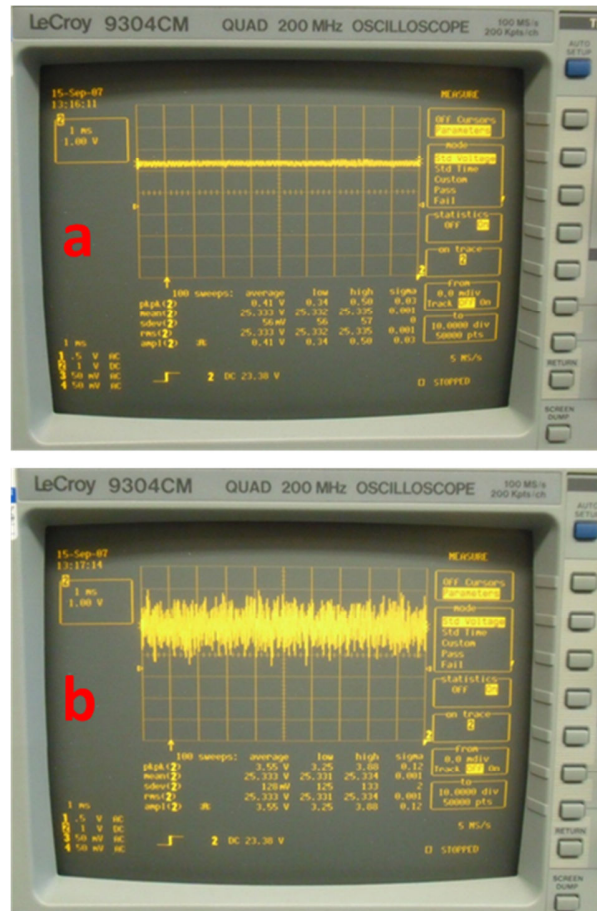 LeCroy 9304CM QUAD 200 MHz OSCILLOSCOPE 100 MS/s
200 Kpts/ch
AUTO
SETUP
15-Sep-07
13:16:11
MEASURE
2
1 ms
1.00 V
OFF Cursors
Parameters
mode
Std Voltage
Std Time
Custom
Pass
Fail
statistics
OFF On
on trace
2
from
0.0 mdiv
Track OFF On
to
10.0000 div
50000 pts
a
2
100 sweeps: average low high sigma
pkpk(2) 0.41 V 0.34 0.50 0.03
mean(2) 25.333 V 25.332 25.335 0.001
sdev(2) 56 mV 56 57 0
rms(2) 25.333 V 25.332 25.335 0.001
ampl(2) 0.41 V 0.34 0.50 0.03
1 ms
1 .5 V AC
2 1 V DC
3 50 mV AC
4 50 mV AC
2 DC 23.38 V
5 MS/s
STOPPED
RETURN
SCREEN
DUMP
LeCroy 9304CM QUAD 200 MHz OSCILLOSCOPE 100 MS/s
200 Kpts/ch
AUTO
SETUP
15-Sep-07
13:17:14
MEASURE
2
1 ms
1.00 V
OFF Cursors
Parameters
mode
Std Voltage
Std Time
Custom
Pass
Fail
statistics
OFF On
on trace
2
from
0.0 mdiv
Track OFF On
to
10.0000 div
50000 pts
b
2
100 sweeps: average low high sigma
pkpk(2) 3.55 V 3.25 3.88 0.12
mean(2) 25.333 V 25.331 25.334 0.001
sdev(2) 128 mV 125 133 2
rms(2) 25.333 V 25.331 25.334 0.001
ampl(2) 3.55 V 3.25 3.88 0.12
1 ms
1 .5 V AC
2 1 V DC
3 50 mV AC
4 50 mV AC
2 DC 23.38 V
5 MS/s
STOPPED
RETURN
SCREEN
DUMP